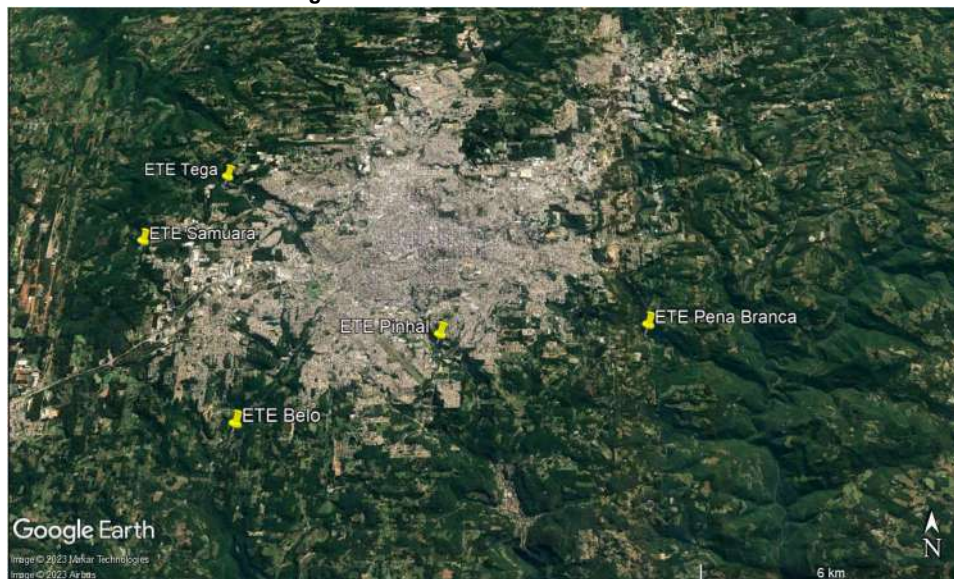 ETE Tega
ETE Samuara
ETE Pinhal
ETE Pena Branca
ETE Belo
Google Earth
Image © 2023 Maxar Technologies
Image © 2023 Airbus
N
6 km